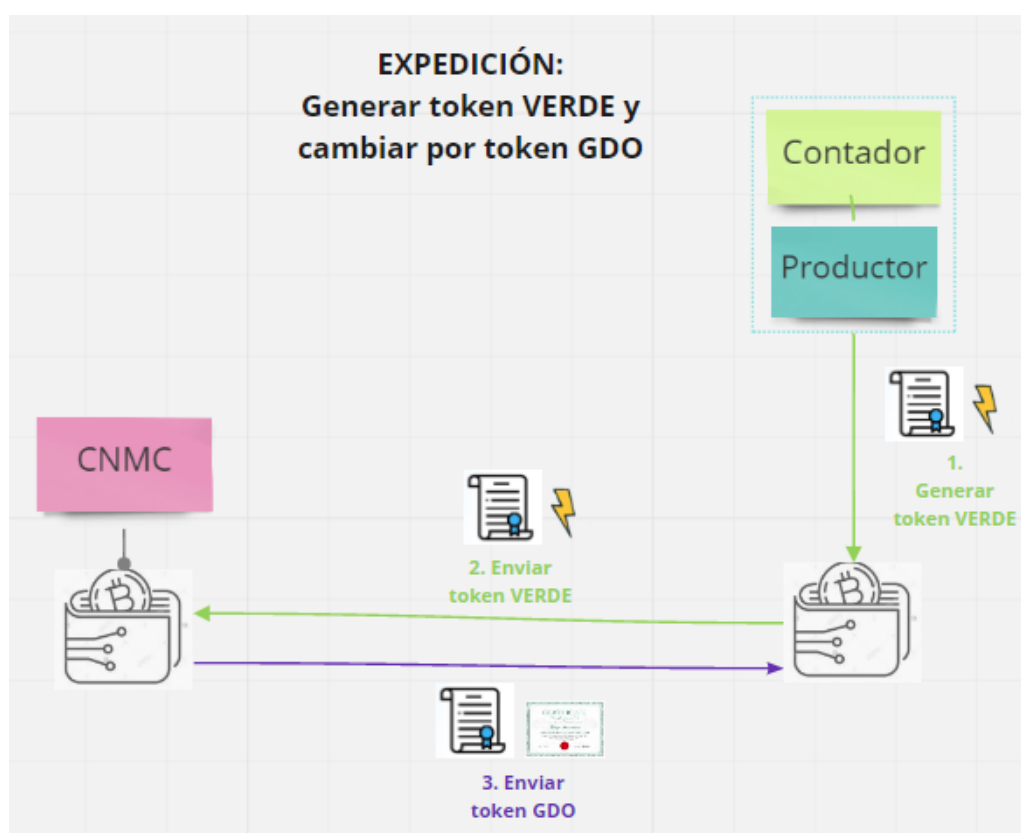 EXPEDICIÓN:
Generar token VERDE y
cambiar por token GDO
Contador
Productor
1.
Generar
token VERDE
CNMC
2. Enviar
token VERDE
3. Enviar
token GDO